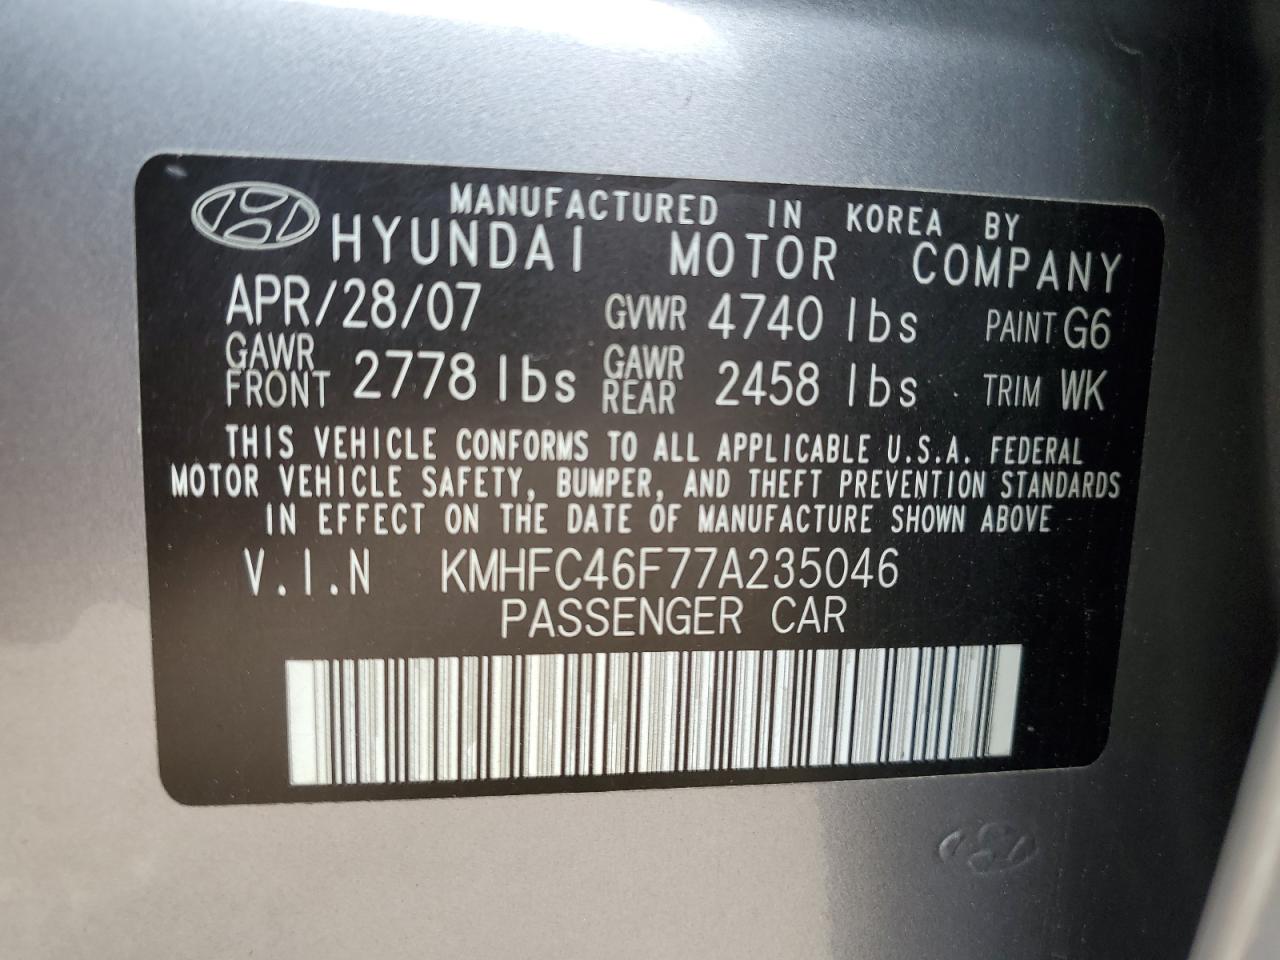 MANUFACTURED IN KOREA BY
HYUNDAI MOTOR COMPANY
APR/28/07 GVWR 4740 lbs PAINT G6
GAWR FRONT 2778 lbs GAWR REAR 2458 lbs TRIM WK
THIS VEHICLE CONFORMS TO ALL APPLICABLE U.S.A. FEDERAL
MOTOR VEHICLE SAFETY, BUMPER, AND THEFT PREVENTION STANDARDS
IN EFFECT ON THE DATE OF MANUFACTURE SHOWN ABOVE
V.I.N KMHFC46F77A235046
PASSENGER CAR